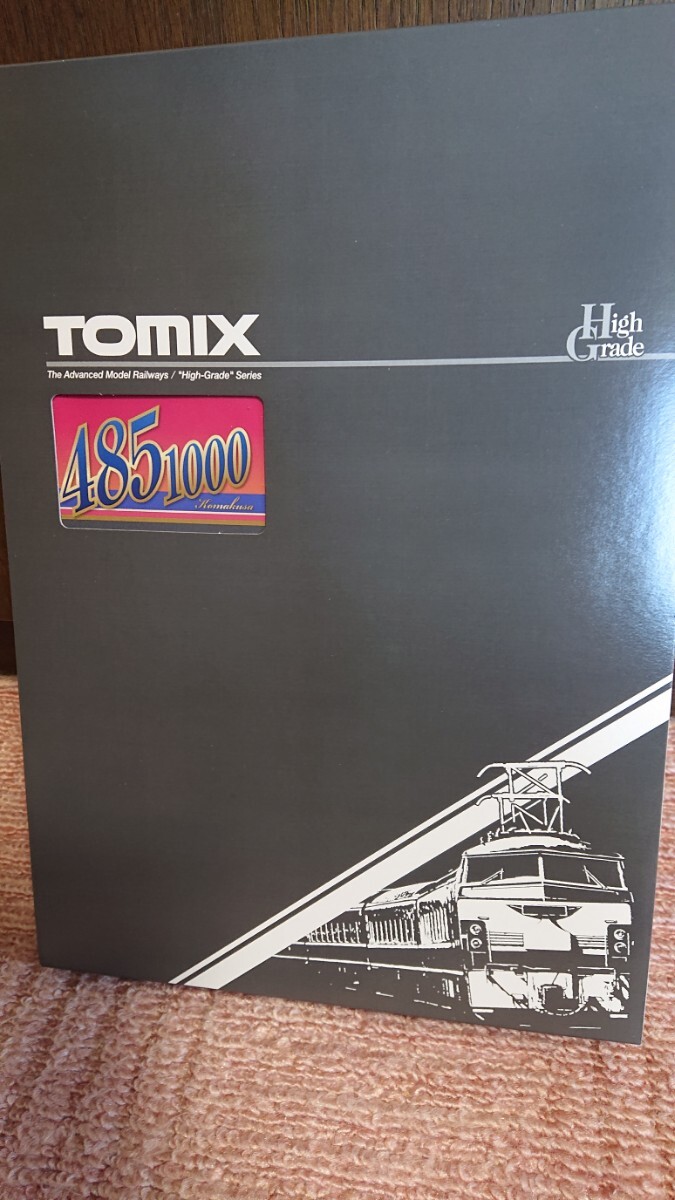 TOMIX
High
Grade
The Advanced Model Railways / "High-Grade" Series
485 1000
Komakusa